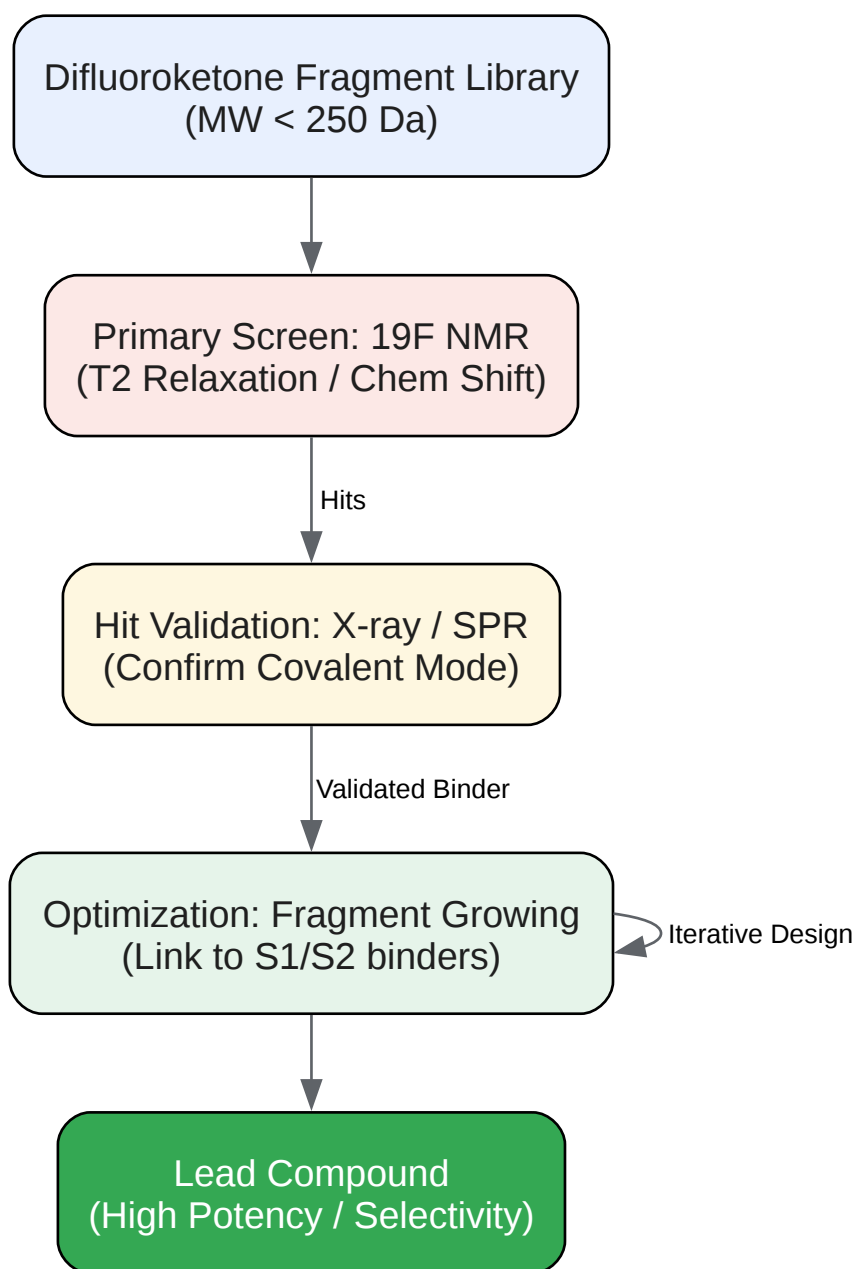 Difluoroketone Fragment Library
(MW < 250 Da)
Primary Screen: 19F NMR
(T2 Relaxation / Chem Shift)
Hits
Hit Validation: X-ray / SPR
(Confirm Covalent Mode)
Validated Binder
Optimization: Fragment Growing
(Link to S1/S2 binders)
Iterative Design
Lead Compound
(High Potency / Selectivity)